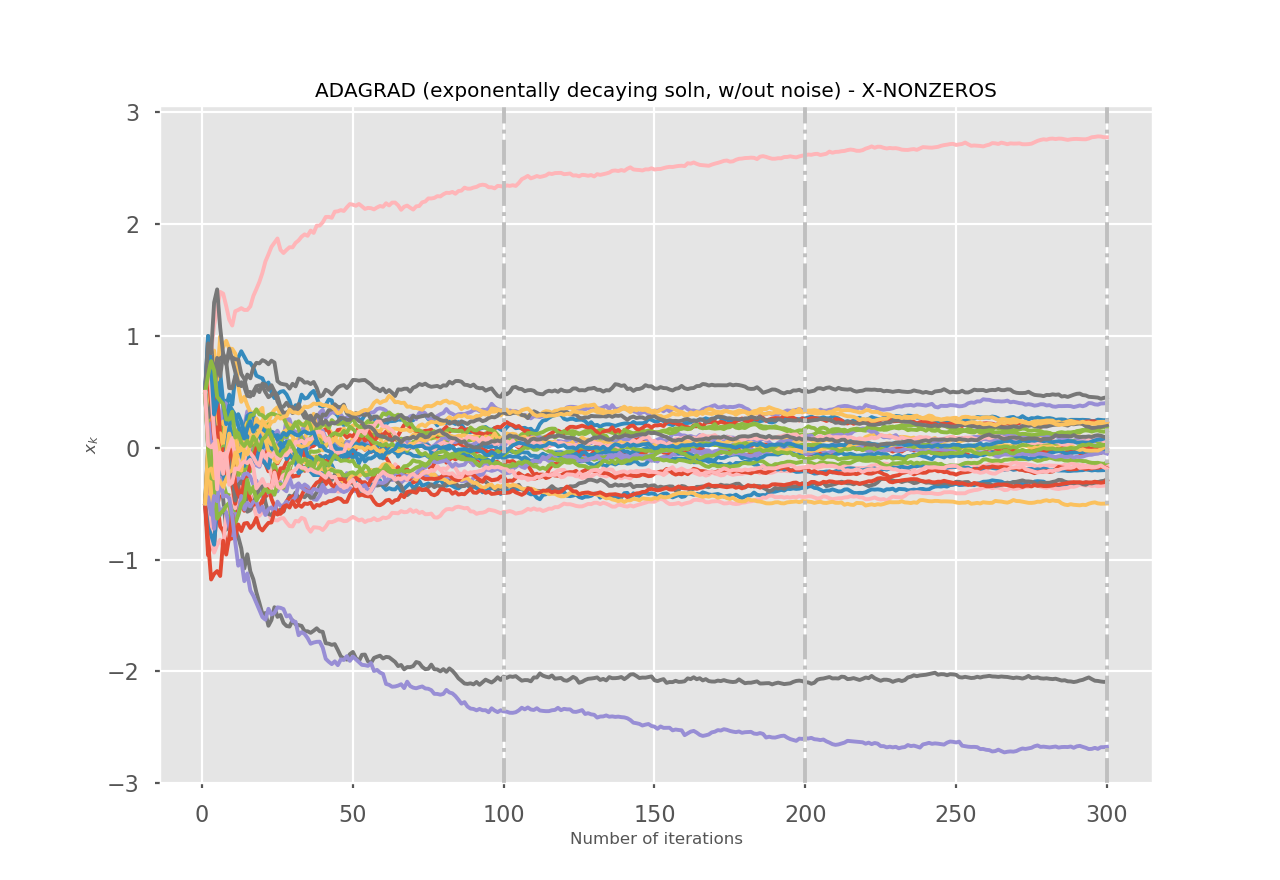 ADAGRAD (exponentially decaying soln, w/out noise) - X-NONZEROS
3
2
1
0
−1
−2
−3
x_k
0 50 100 150 200 250 300
Number of iterations